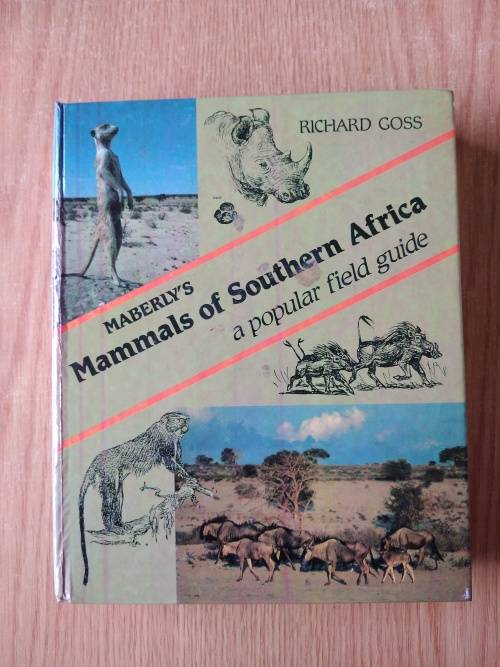 RICHARD GOSS
MABERLY'S
Mammals of Southern Africa
a popular field guide